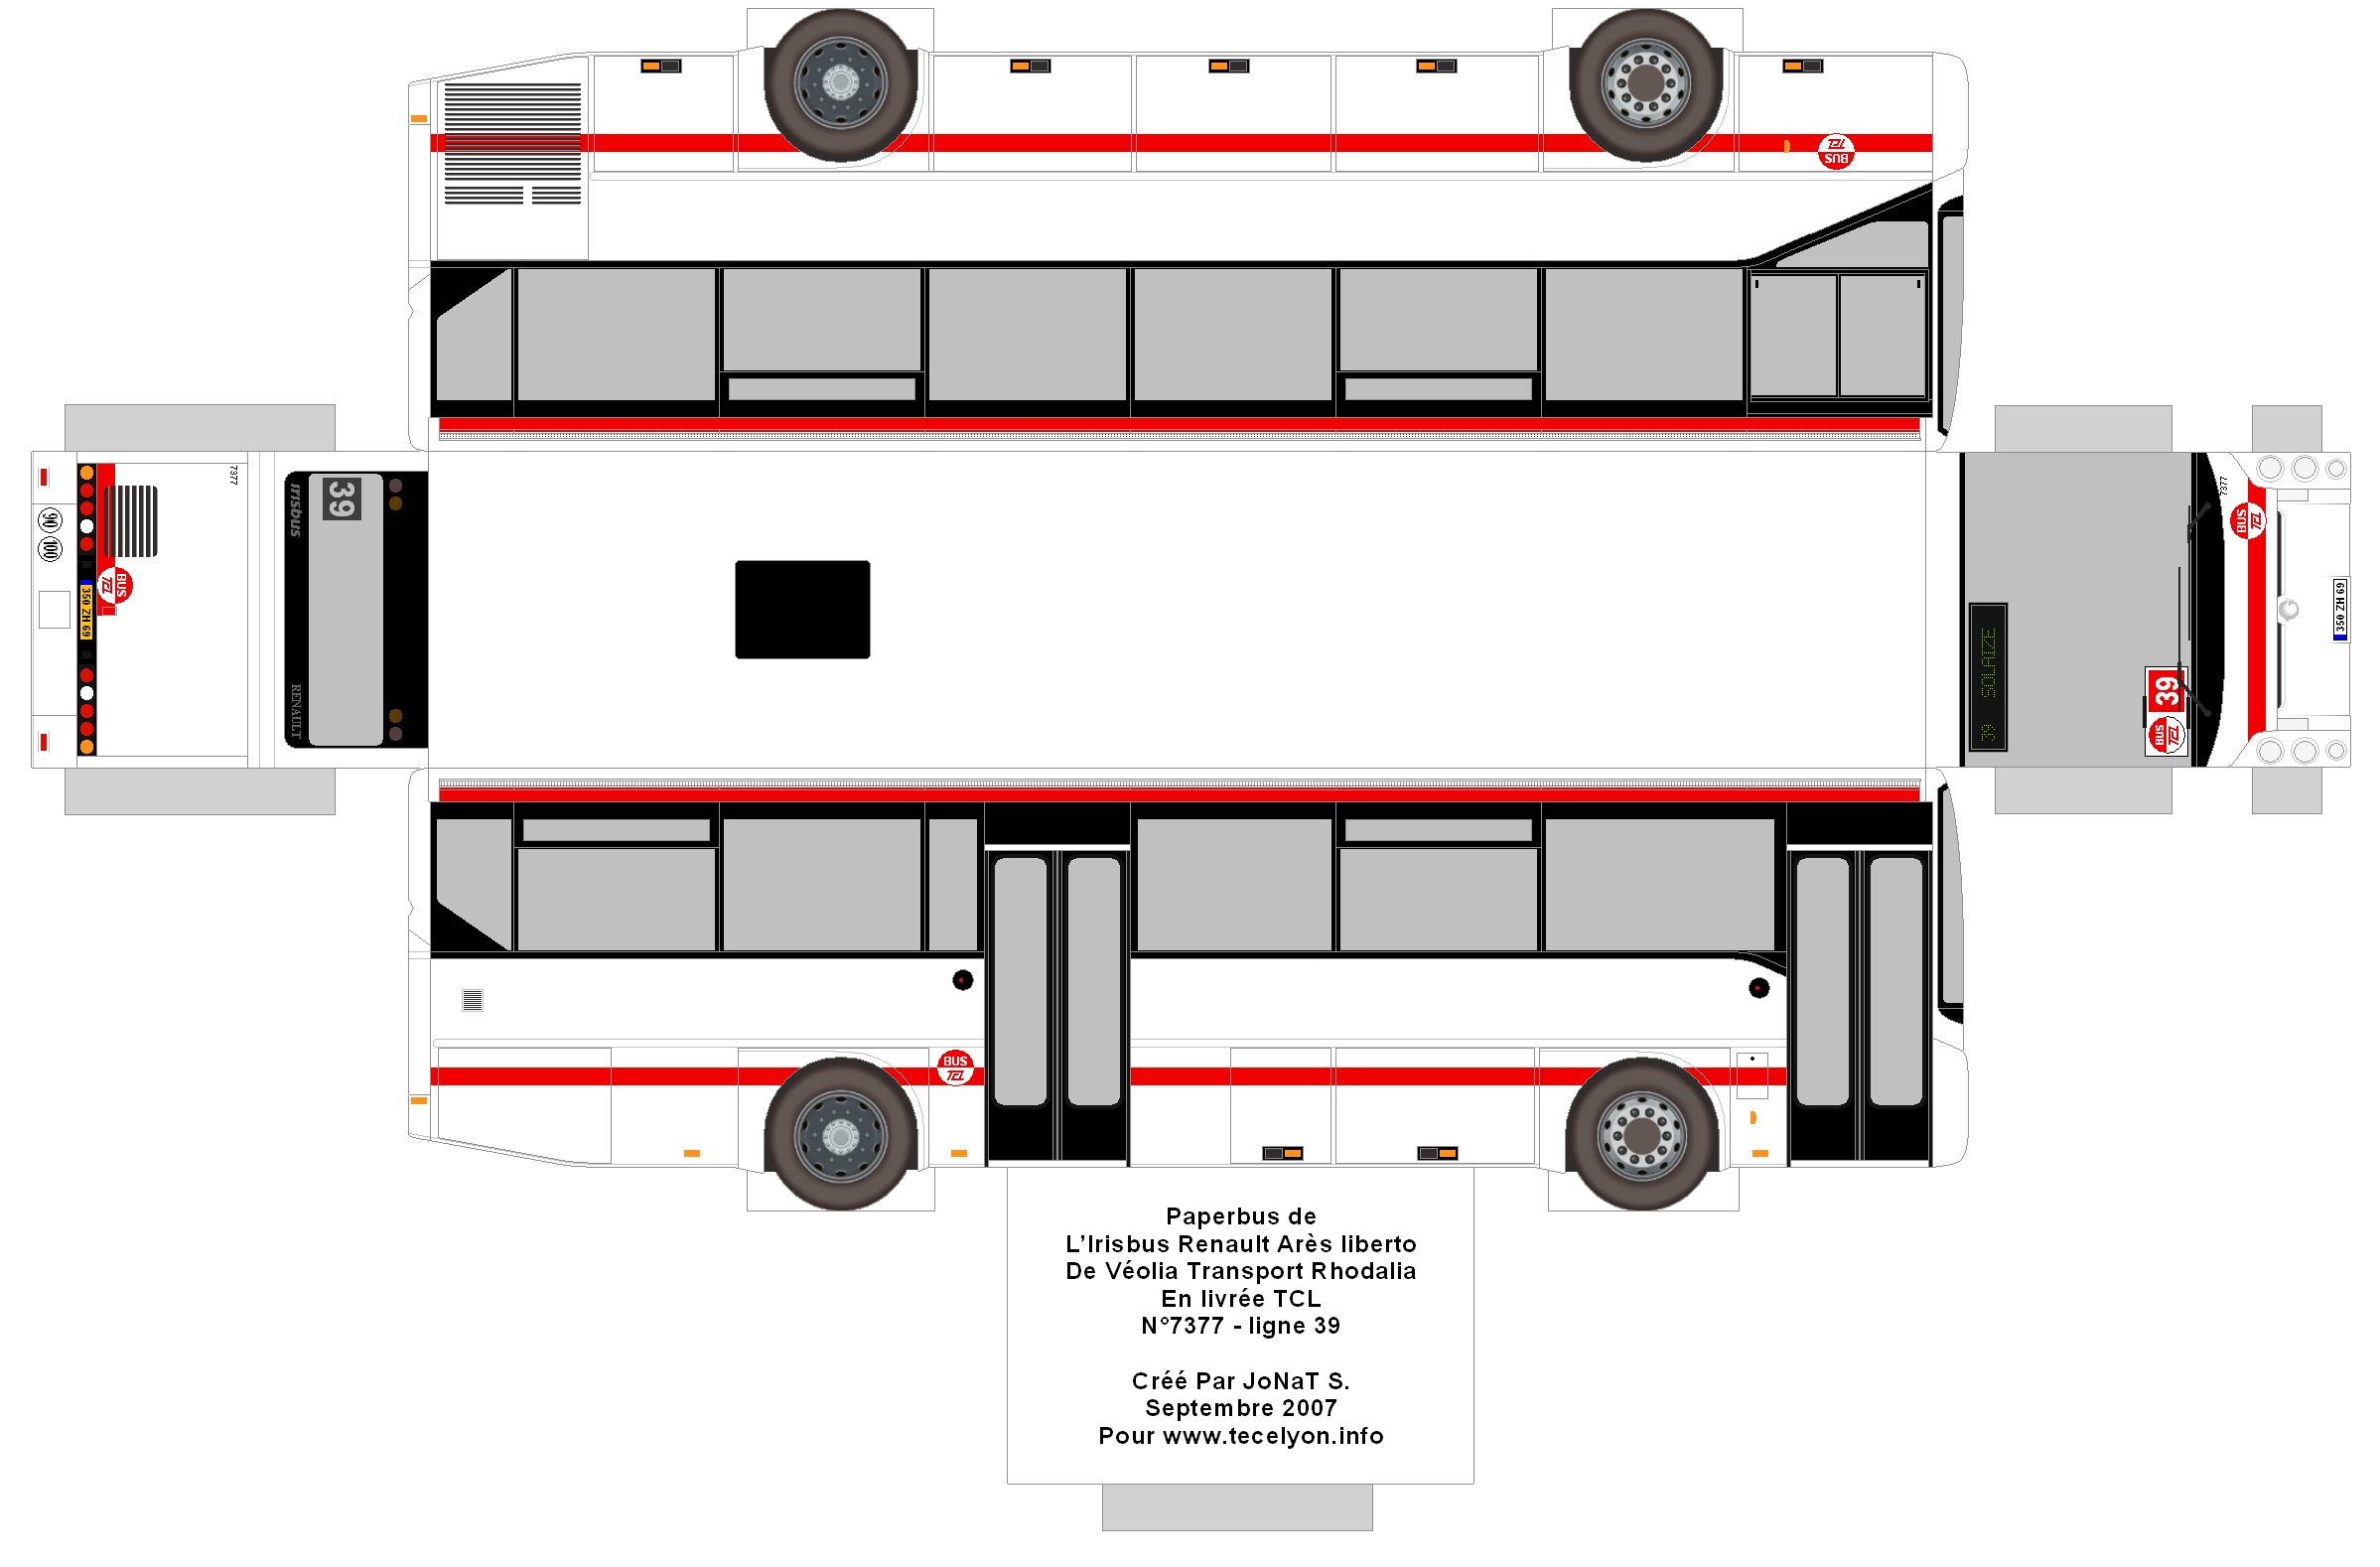 BUS
TCL
7377
Irisbus
39
90
100
350 ZH 69
BUS
TCL
RENAULT
39 SOLAIZE
7377
BUS
TCL
39
BUS
TCL
350 ZH 69
BUS
TCL
Paperbus de
L’Irisbus Renault Arès liberto
De Véolia Transport Rhodalia
En livrée TCL
N°7377 - ligne 39
Créé Par JoNaT S.
Septembre 2007
Pour www.tecelyon.info